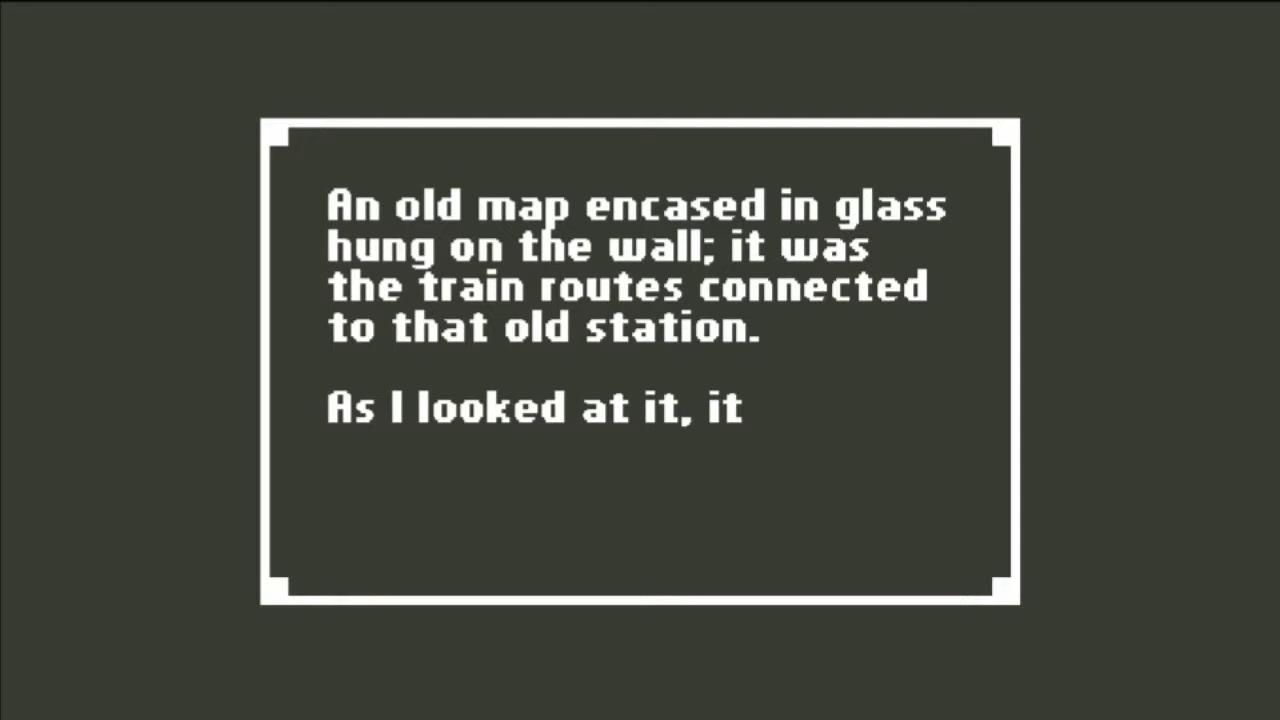 An old map encased in glass
hung on the wall; it was
the train routes connected
to that old station.
As I looked at it, it